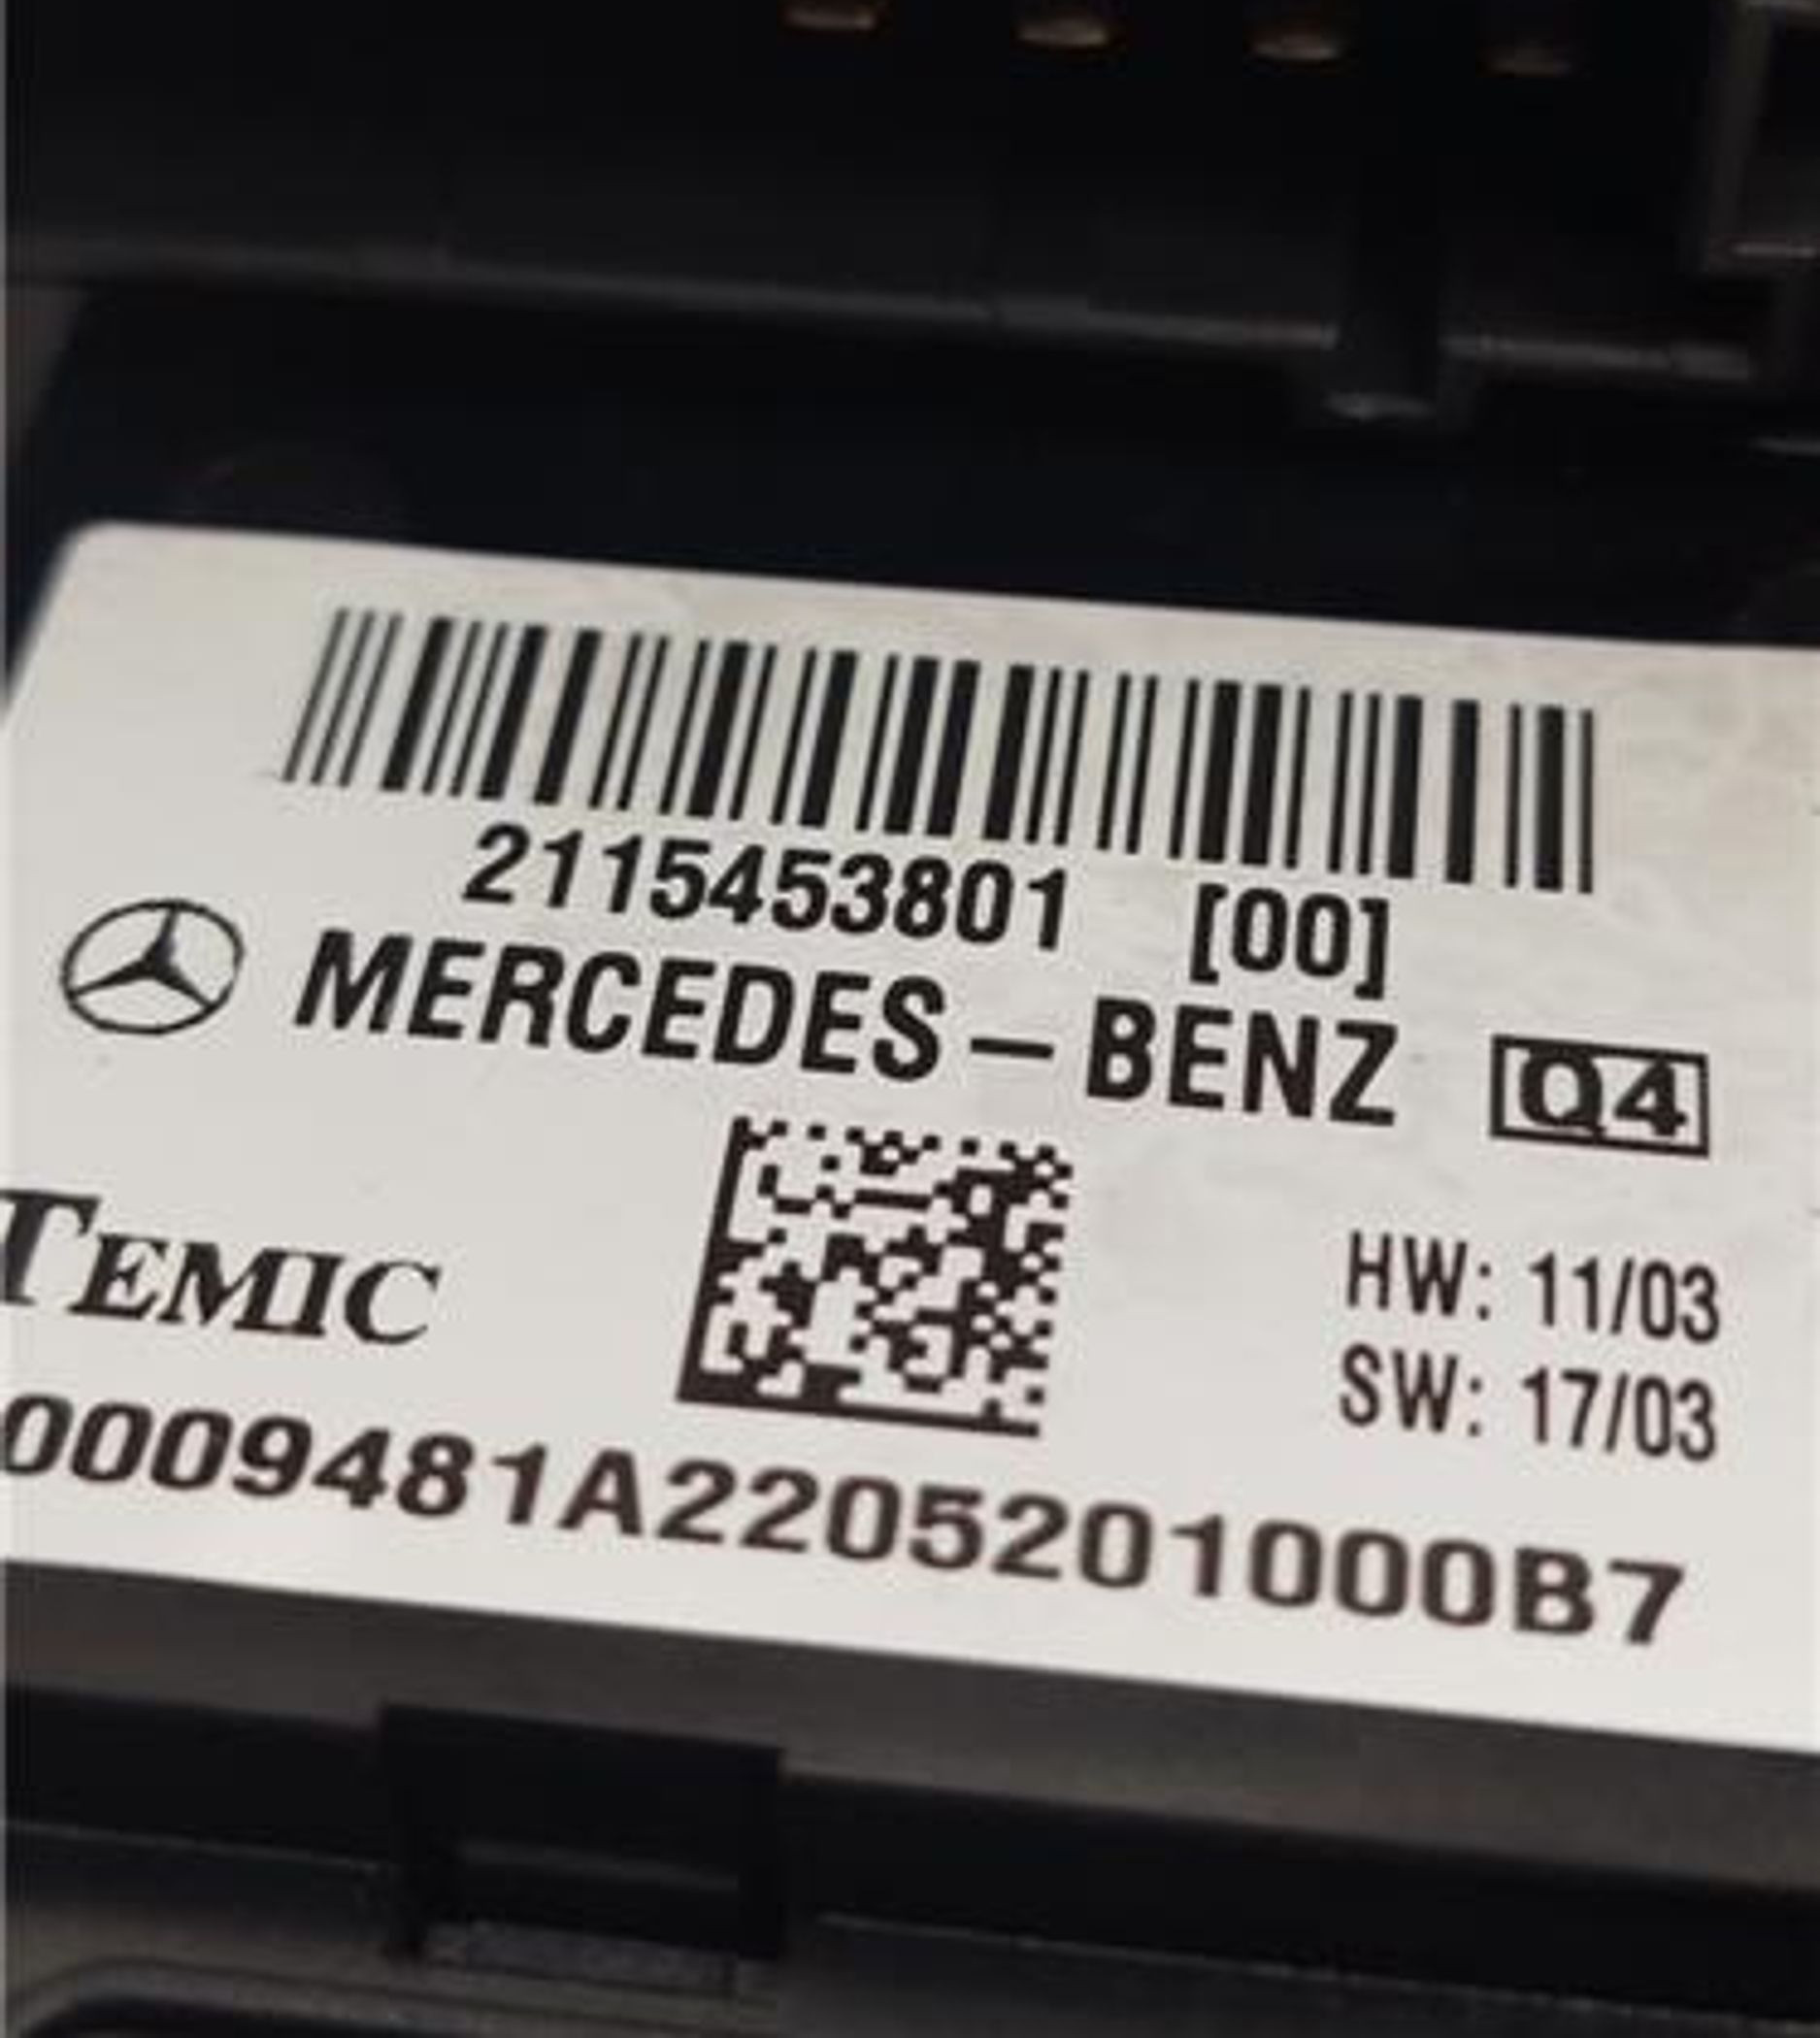 2115453801 [00]
MERCEDES – BENZ Q4
TEMIC
HW: 11/03
SW: 17/03
0009481A2205201000B7